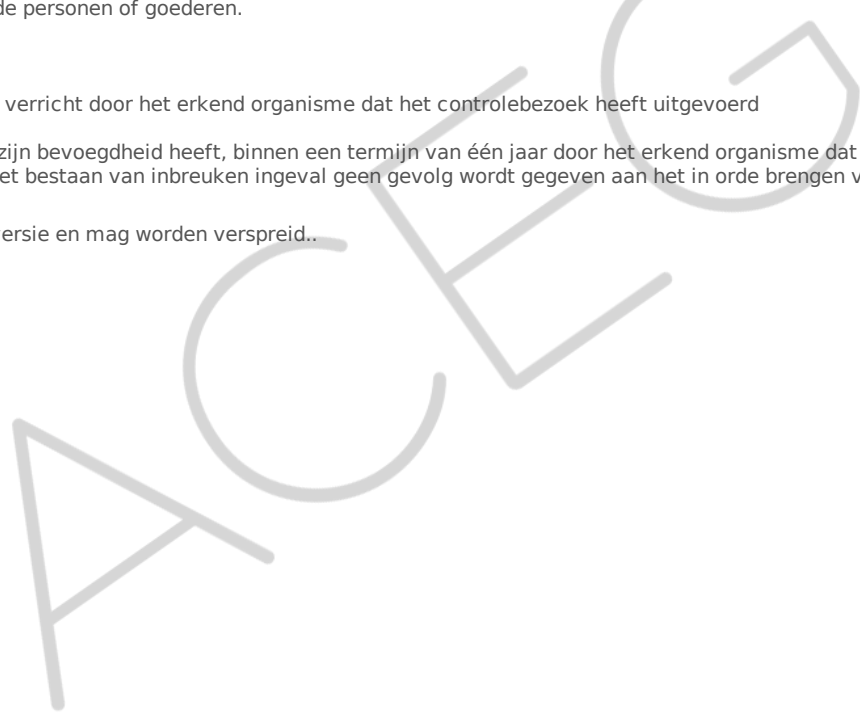 de personen of goederen.
verricht door het erkend organisme dat het controlebezoek heeft uitgevoerd
zijn bevoegdheid heeft, binnen een termijn van één jaar door het erkend organisme dat
et bestaan van inbreuken ingeval geen gevolg wordt gegeven aan het in orde brengen v
ersie en mag worden verspreid..
ACEG